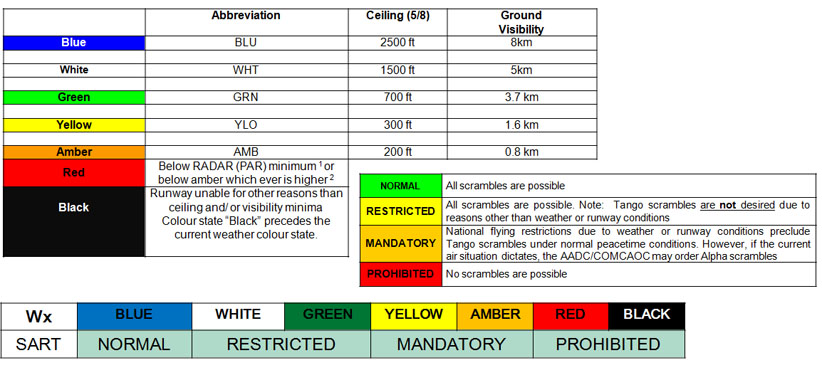 Abbreviation Ceiling (5/8) Ground
Visibility
Blue BLU 2500 ft 8km
White WHT 1500 ft 5km
Green GRN 700 ft 3.7 km
Yellow YLO 300 ft 1.6 km
Amber AMB 200 ft 0.8 km
Red Below RADAR (PAR) minimum 1 or
below amber which ever is higher 2
Black Runway unable for other reasons than
ceiling and/ or visibility minima
Colour state “Black” precedes the
current weather colour state.
NORMAL All scrambles are possible
RESTRICTED All scrambles are possible. Note: Tango scrambles are not desired due to
reasons other than weather or runway conditions
MANDATORY National flying restrictions due to weather or runway conditions preclude
Tango scrambles under normal peacetime conditions. However, if the current
air situation dictates, the AADC/COMCAOC may order Alpha scrambles
PROHIBITED No scrambles are possible
Wx BLUE WHITE GREEN YELLOW AMBER RED BLACK
SART NORMAL RESTRICTED MANDATORY PROHIBITED